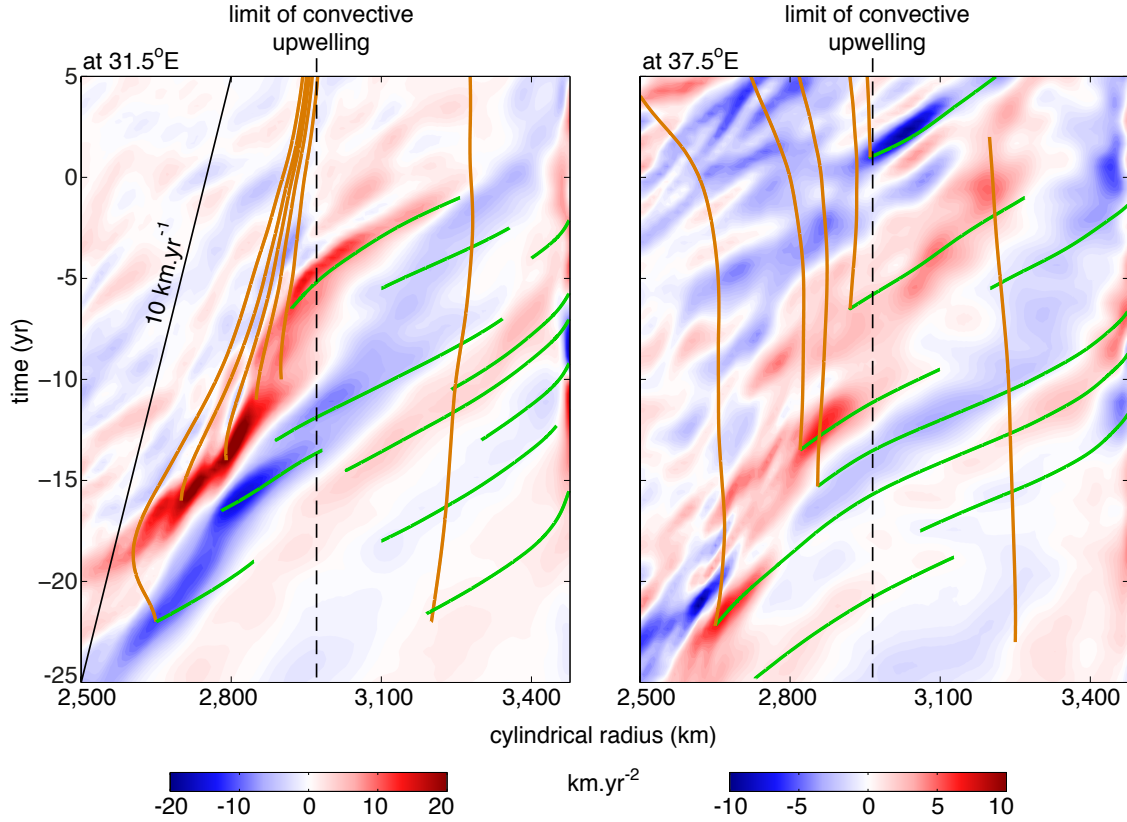 limit of convective
upwelling
limit of convective
upwelling
at 31.5°E
at 37.5°E
5
0
−5
−10
−15
−20
-25
time (yr)
10 km.yr⁻¹
2,500
2,800
3,100
3,400
2,500
2,800
3,100
3,400
cylindrical radius (km)
km.yr⁻²
-20
-10
0
10
20
-10
-5
0
5
10